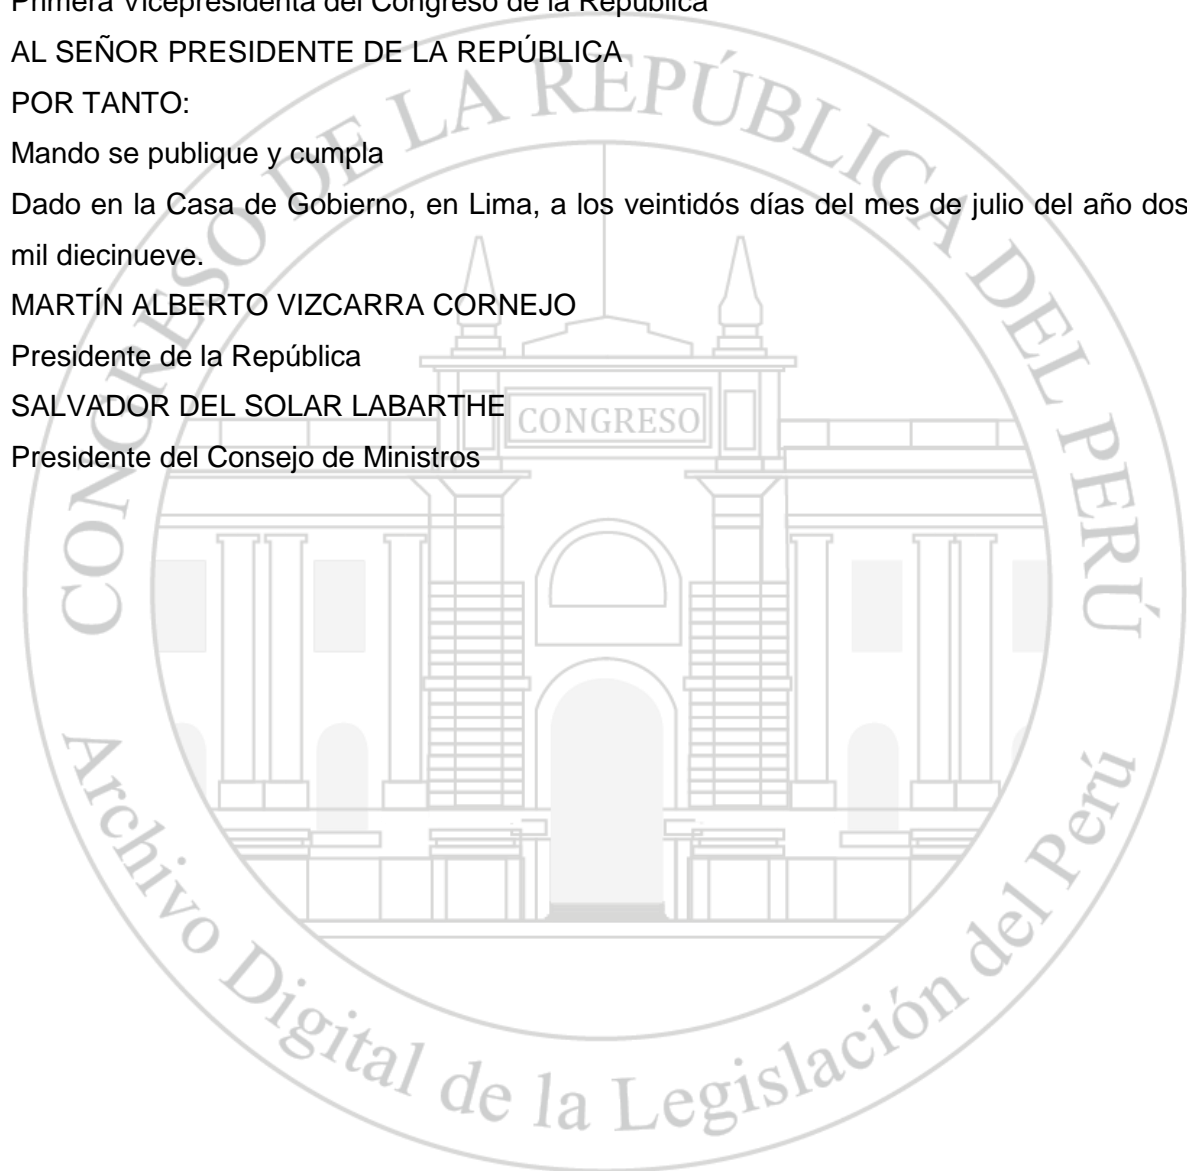 Primera Vicepresidenta del Congreso de la República
AL SEÑOR PRESIDENTE DE LA REPÚBLICA
POR TANTO:
Mando se publique y cumpla
Dado en la Casa de Gobierno, en Lima, a los veintidós días del mes de julio del año dos
mil diecinueve.
MARTÍN ALBERTO VIZCARRA CORNEJO
Presidente de la República
SALVADOR DEL SOLAR LABARTHE
Presidente del Consejo de Ministros
CONGRESO DE LA REPÚBLICA DEL PERÚ
CONGRESO
Archivo Digital de la Legislación del Perú